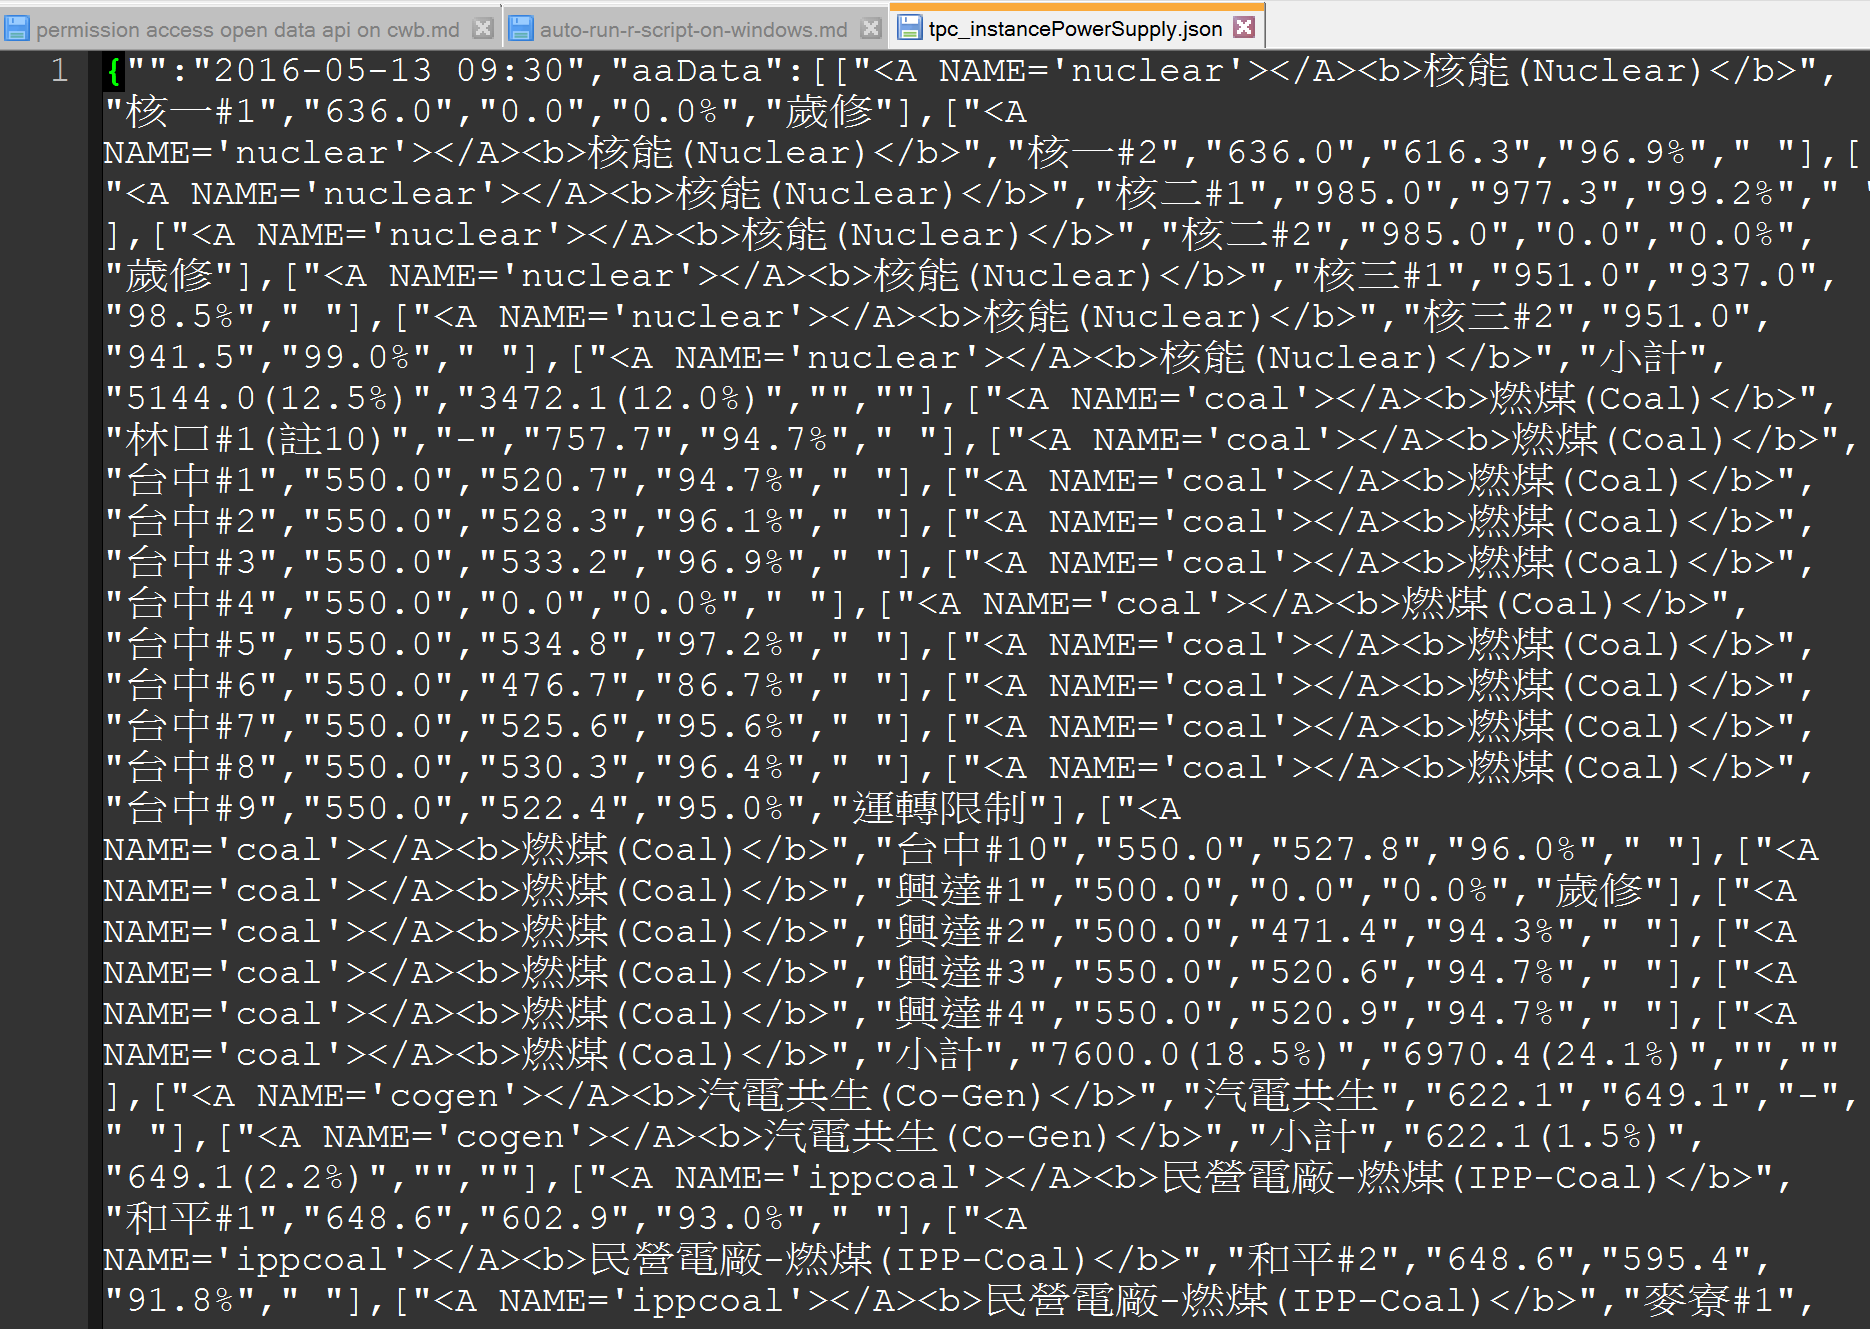 permission access open data api on cwb.md auto-run-r-script-on-windows.md tpc_instancePowerSupply.json
1 {"":"2016-05-13 09:30","aaData":[["<A NAME='nuclear'></A><b>核能(Nuclear)</b>",
"核一#1","636.0","0.0","0.0%","歲修"],["<A
NAME='nuclear'></A><b>核能(Nuclear)</b>","核一#2","636.0","616.3","96.9%"," "],[
"<A NAME='nuclear'></A><b>核能(Nuclear)</b>","核二#1","985.0","977.3","99.2%"," "
],["<A NAME='nuclear'></A><b>核能(Nuclear)</b>","核二#2","985.0","0.0","0.0%",
"歲修"],["<A NAME='nuclear'></A><b>核能(Nuclear)</b>","核三#1","951.0","937.0",
"98.5%"," "],["<A NAME='nuclear'></A><b>核能(Nuclear)</b>","核三#2","951.0",
"941.5","99.0%"," "],["<A NAME='nuclear'></A><b>核能(Nuclear)</b>","小計",
"5144.0(12.5%)","3472.1(12.0%)","",""],["<A NAME='coal'></A><b>燃煤(Coal)</b>",
"林口#1(註10)","-","757.7","94.7%"," "],["<A NAME='coal'></A><b>燃煤(Coal)</b>",
"台中#1","550.0","520.7","94.7%"," "],["<A NAME='coal'></A><b>燃煤(Coal)</b>",
"台中#2","550.0","528.3","96.1%"," "],["<A NAME='coal'></A><b>燃煤(Coal)</b>",
"台中#3","550.0","533.2","96.9%"," "],["<A NAME='coal'></A><b>燃煤(Coal)</b>",
"台中#4","550.0","0.0","0.0%"," "],["<A NAME='coal'></A><b>燃煤(Coal)</b>",
"台中#5","550.0","534.8","97.2%"," "],["<A NAME='coal'></A><b>燃煤(Coal)</b>",
"台中#6","550.0","476.7","86.7%"," "],["<A NAME='coal'></A><b>燃煤(Coal)</b>",
"台中#7","550.0","525.6","95.6%"," "],["<A NAME='coal'></A><b>燃煤(Coal)</b>",
"台中#8","550.0","530.3","96.4%"," "],["<A NAME='coal'></A><b>燃煤(Coal)</b>",
"台中#9","550.0","522.4","95.0%","運轉限制"],["<A
NAME='coal'></A><b>燃煤(Coal)</b>","台中#10","550.0","527.8","96.0%"," "],["<A
NAME='coal'></A><b>燃煤(Coal)</b>","興達#1","500.0","0.0","0.0%","歲修"],["<A
NAME='coal'></A><b>燃煤(Coal)</b>","興達#2","500.0","471.4","94.3%"," "],["<A
NAME='coal'></A><b>燃煤(Coal)</b>","興達#3","550.0","520.6","94.7%"," "],["<A
NAME='coal'></A><b>燃煤(Coal)</b>","興達#4","550.0","520.9","94.7%"," "],["<A
NAME='coal'></A><b>燃煤(Coal)</b>","小計","7600.0(18.5%)","6970.4(24.1%)","",""
],["<A NAME='cogen'></A><b>汽電共生(Co-Gen)</b>","汽電共生","622.1","649.1","-",
" "],["<A NAME='cogen'></A><b>汽電共生(Co-Gen)</b>","小計","622.1(1.5%)",
"649.1(2.2%)","",""],["<A NAME='ippcoal'></A><b>民營電廠-燃煤(IPP-Coal)</b>",
"和平#1","648.6","602.9","93.0%"," "],["<A
NAME='ippcoal'></A><b>民營電廠-燃煤(IPP-Coal)</b>","和平#2","648.6","595.4",
"91.8%"," "],["<A NAME='ippcoal'></A><b>民營電廠-燃煤(IPP-Coal)</b>","麥寮#1",